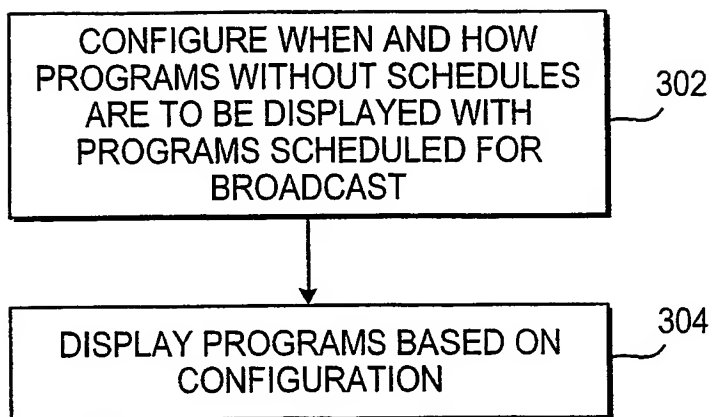 CONFIGURE WHEN AND HOW
PROGRAMS WITHOUT SCHEDULES
ARE TO BE DISPLAYED WITH
PROGRAMS SCHEDULED FOR
BROADCAST
302
DISPLAY PROGRAMS BASED ON
CONFIGURATION
304